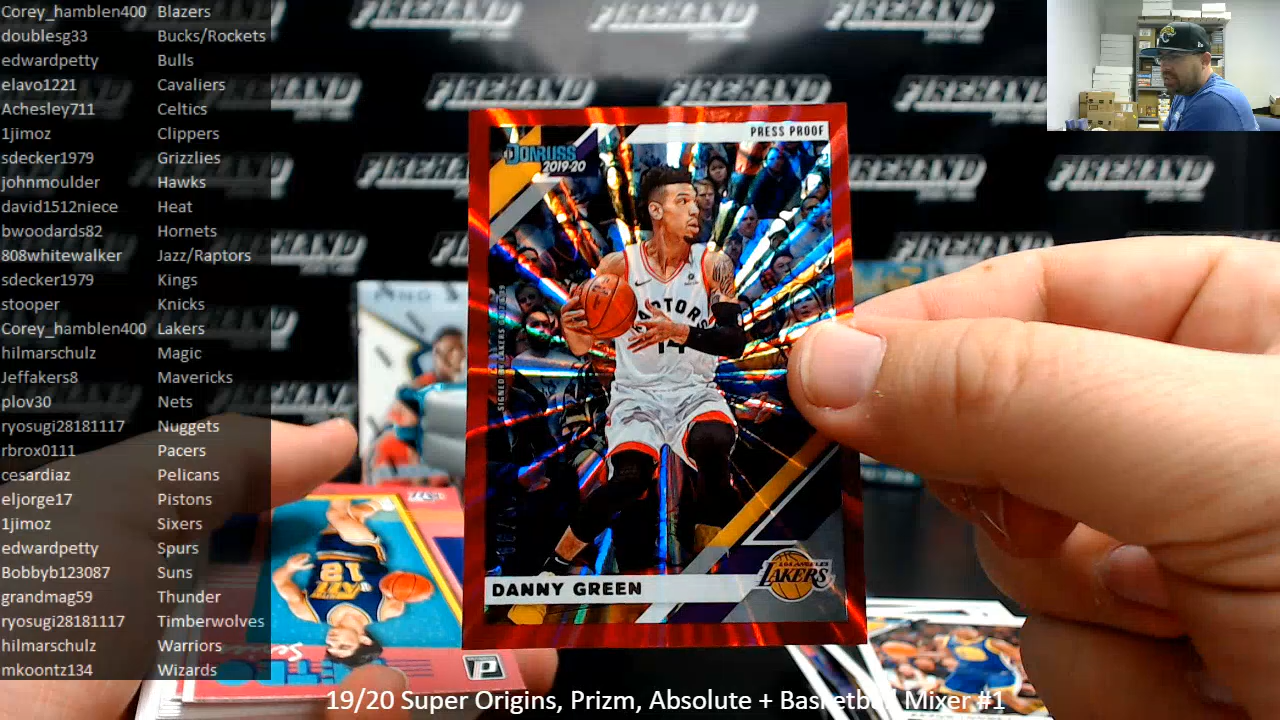 Corey_hamblen400 Blazers
doublesg33 Bucks/Rockets
edwardpetty Bulls
elavo1221 Cavaliers
Achesley711 Celtics
1jimoz Clippers
sdecker1979 Grizzlies
johnmoulder Hawks
david1512niece Heat
bwoodards82 Hornets
808whitewalker Jazz/Raptors
sdecker1979 Kings
stooper Knicks
Corey_hamblen400 Lakers
hilmarschulz Magic
Jeffakers8 Mavericks
plov30 Nets
ryosugi28181117 Nuggets
rbrox0111 Pacers
cesardiaz Pelicans
eljorge17 Pistons
1jimoz Sixers
edwardpetty Spurs
Bobbyb123087 Suns
grandmag59 Thunder
ryosugi28181117 Timberwolves
hilmarschulz Warriors
mkoontz134 Wizards
FIREHAND
PRESS PROOF
DONRUSS
2019-20
RAPTORS
14
DANNY GREEN
LOS ANGELES
LAKERS
19/20 Super Origins, Prizm, Absolute + Basketball Mixer #1